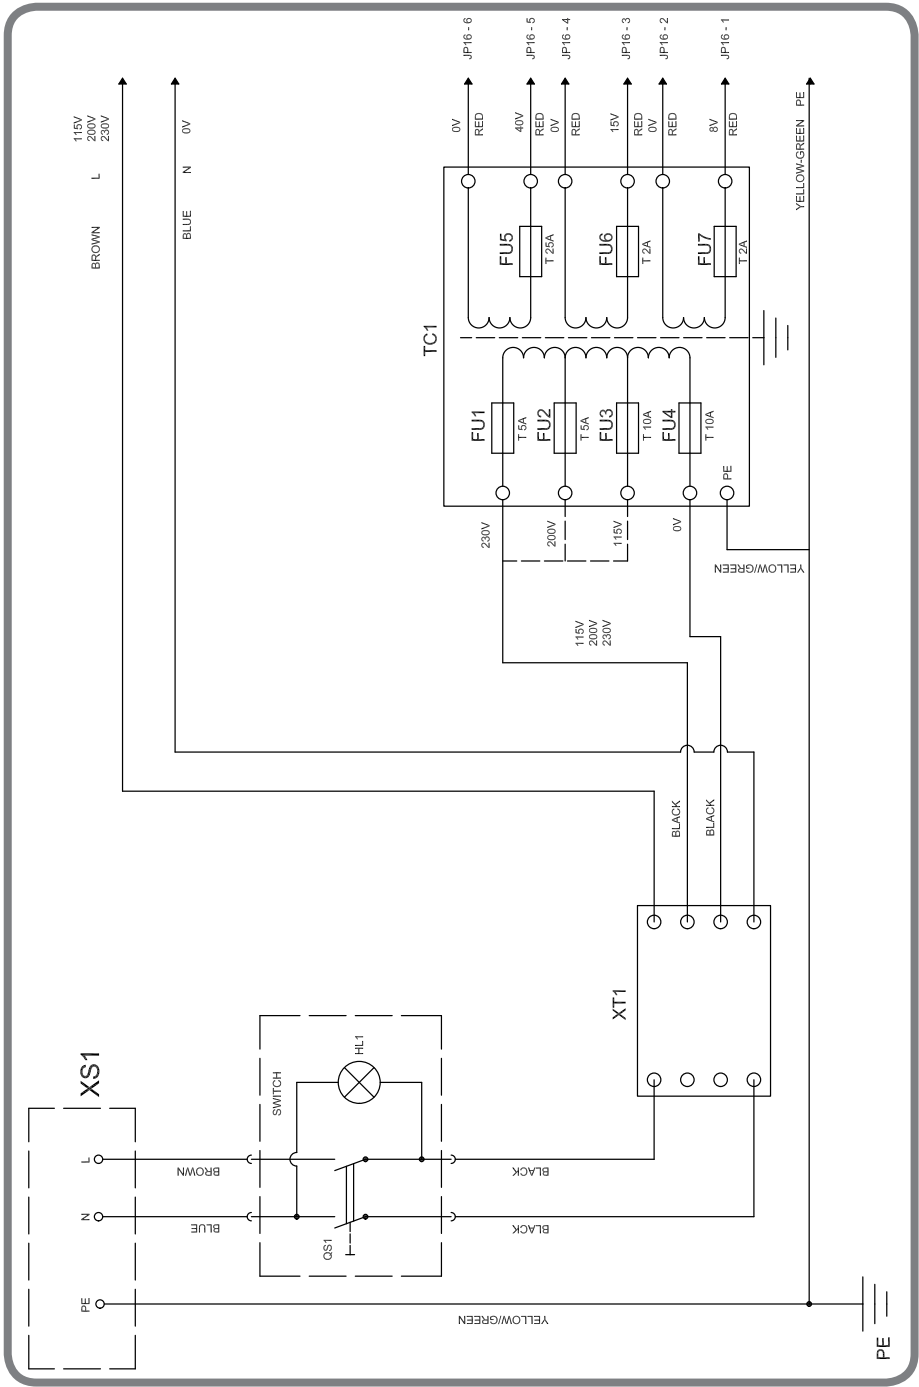 JP16 - 6
JP16 - 5
JP16 - 4
JP16 - 3
JP16 - 2
JP16 - 1
115V
200V
230V
L
BROWN
0V
N
BLUE
0V
RED
40V
RED
0V
RED
15V
RED
0V
RED
8V
RED
YELLOW-GREEN PE
TC1
FU5
T 25A
FU6
T 2A
FU7
T 2A
FU1
T 5A
FU2
T 5A
FU3
T 10A
FU4
T 10A
PE
230V
200V
115V
0V
YELLOW/GREEN
115V
200V
230V
BLACK
BLACK
XT1
XS1
L
N
PE
BROWN
BLUE
SWITCH
HL1
QS1
BLACK
BLACK
YELLOW/GREEN
PE